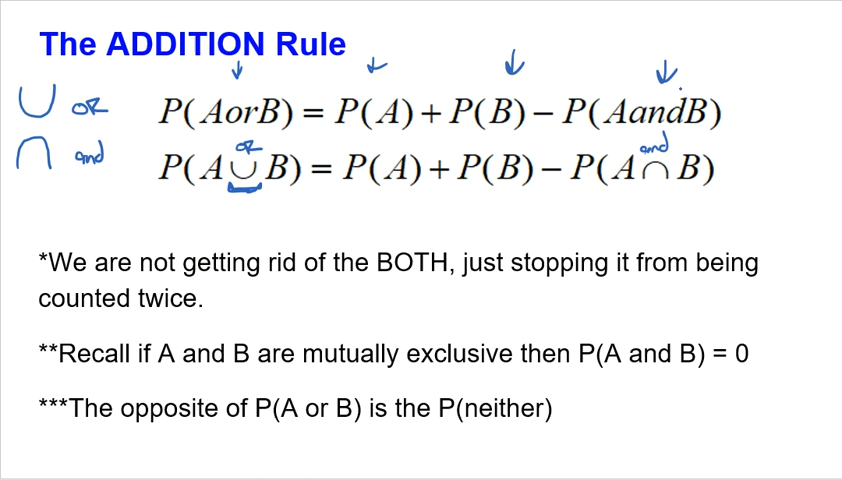 The ADDITION Rule
∪ OR
P(AorB) = P(A) + P(B) − P(AandB)
∩ and
OR and
P(A ∪ B) = P(A) + P(B) − P(A ∩ B)
*We are not getting rid of the BOTH, just stopping it from being
counted twice.
**Recall if A and B are mutually exclusive then P(A and B) = 0
***The opposite of P(A or B) is the P(neither)